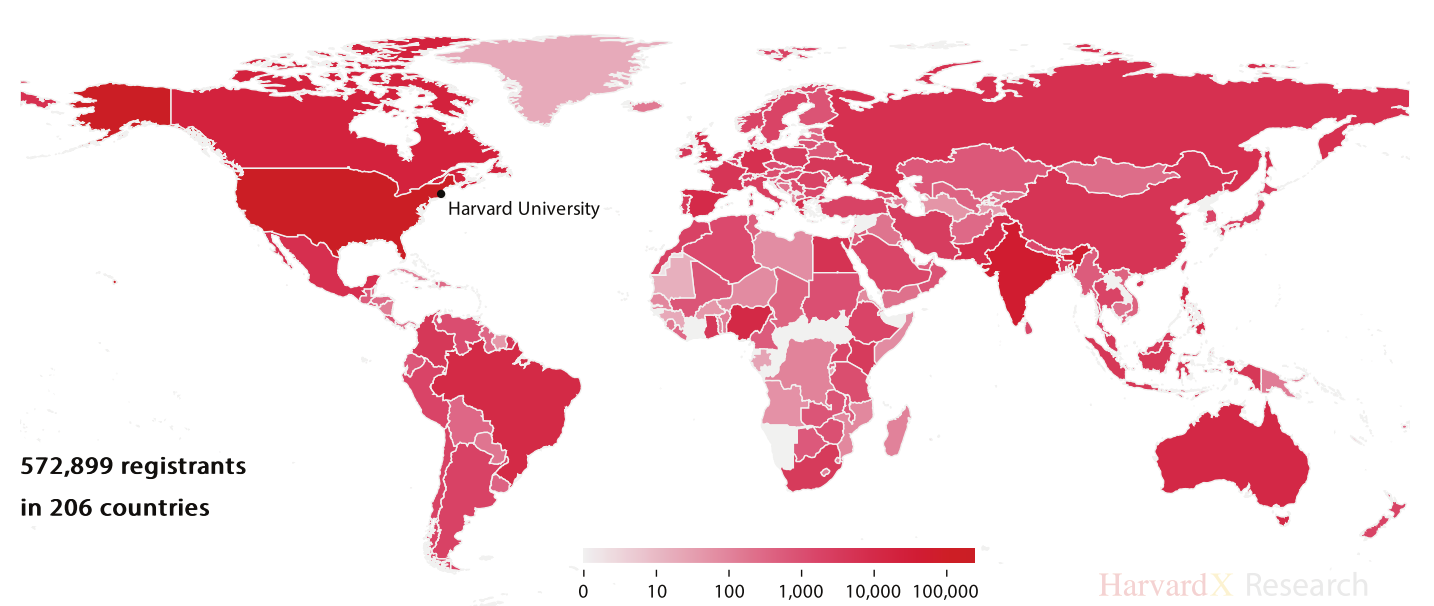 Harvard University
572,899 registrants
in 206 countries
0 10 100 1,000 10,000 100,000
HarvardX Research